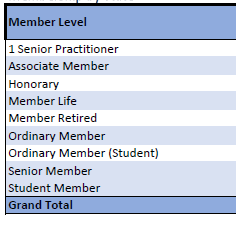 Member Level
1 Senior Practitioner
Associate Member
Honorary
Member Life
Member Retired
Ordinary Member
Ordinary Member (Student)
Senior Member
Student Member
Grand Total